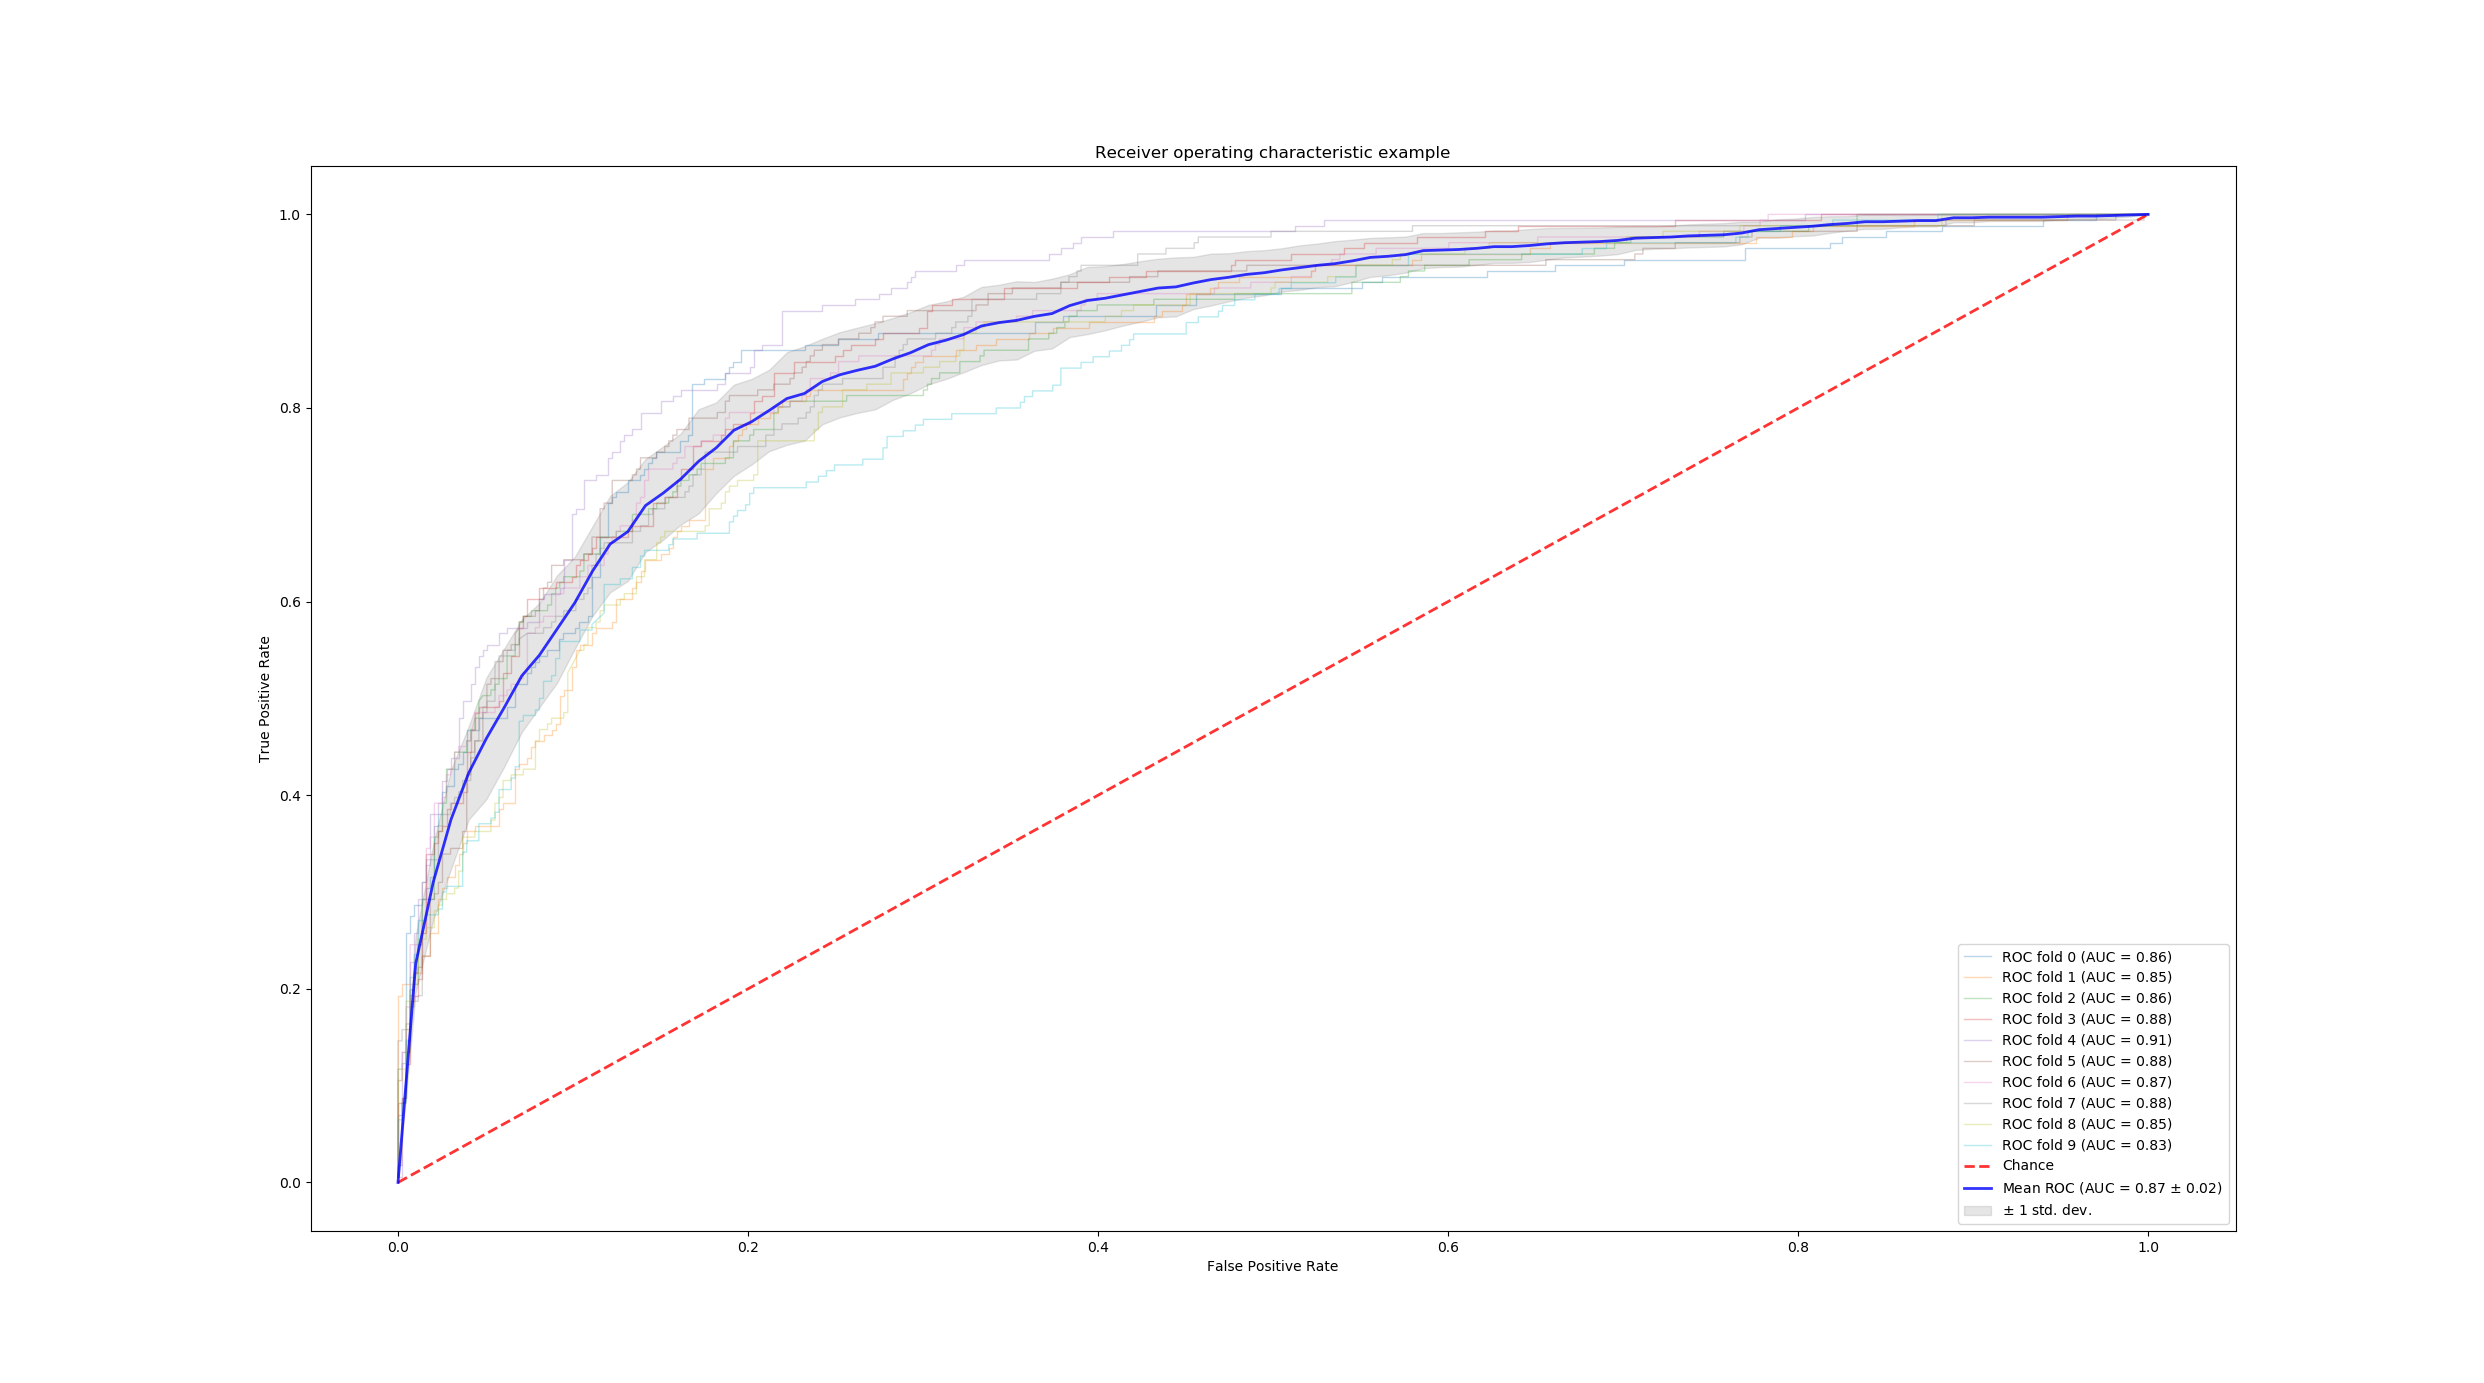 Receiver operating characteristic example
1.0
0.8
0.6
0.4
0.2
0.0
True Positive Rate
0.0 0.2 0.4 0.6 0.8 1.0
False Positive Rate
ROC fold 0 (AUC = 0.86)
ROC fold 1 (AUC = 0.85)
ROC fold 2 (AUC = 0.86)
ROC fold 3 (AUC = 0.88)
ROC fold 4 (AUC = 0.91)
ROC fold 5 (AUC = 0.88)
ROC fold 6 (AUC = 0.87)
ROC fold 7 (AUC = 0.88)
ROC fold 8 (AUC = 0.85)
ROC fold 9 (AUC = 0.83)
Chance
Mean ROC (AUC = 0.87 ± 0.02)
± 1 std. dev.